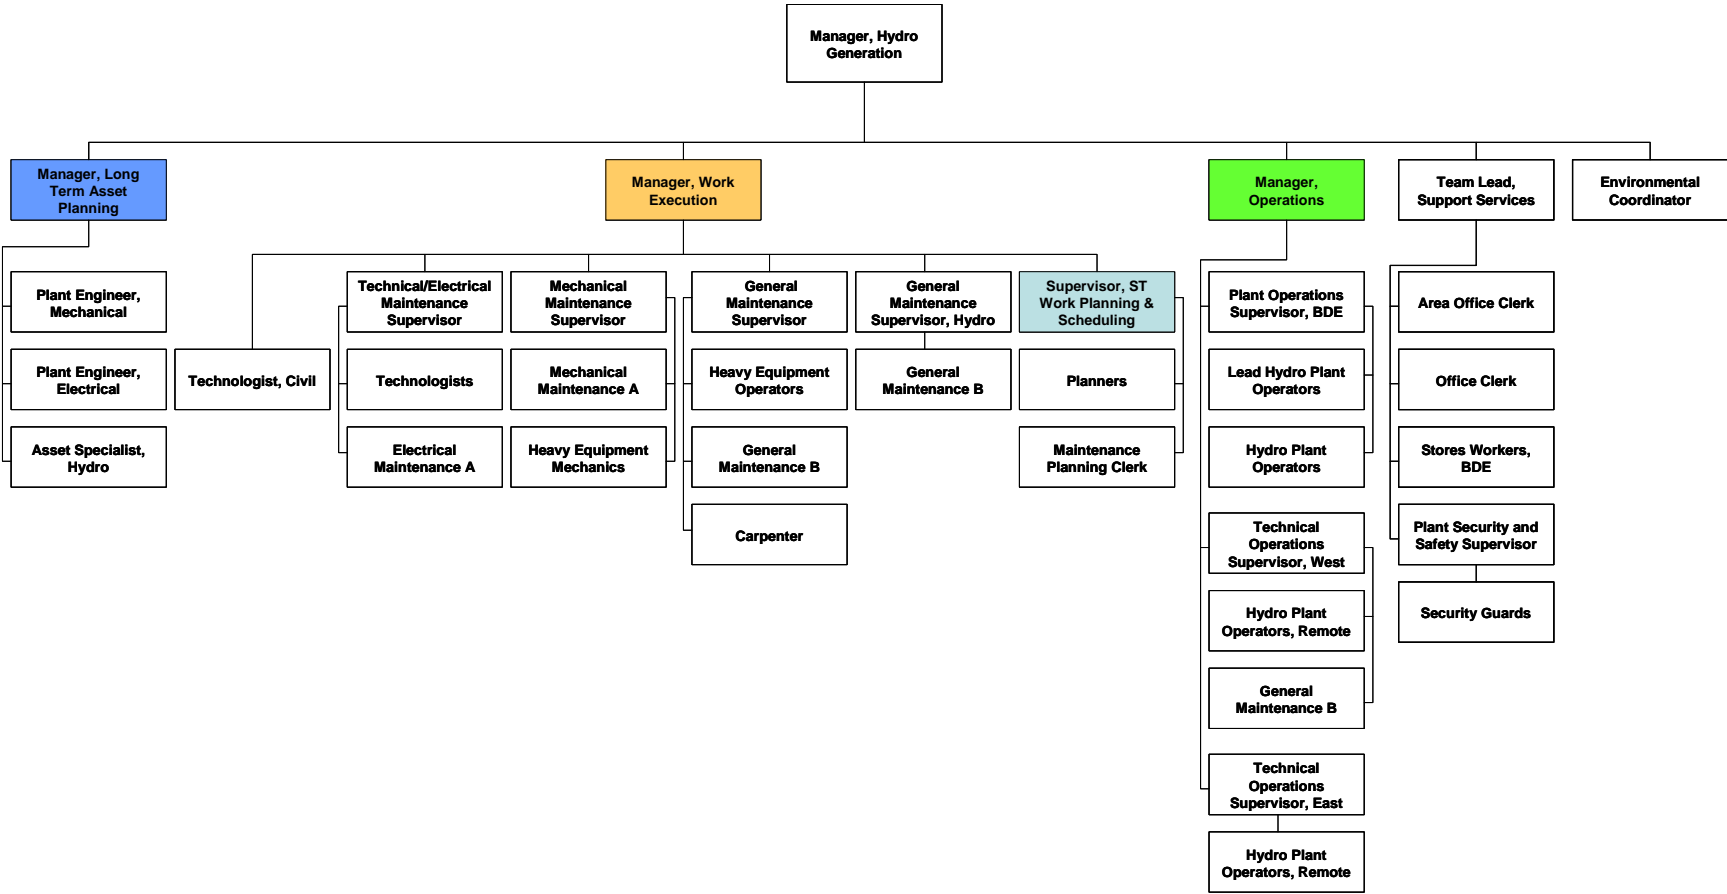 Manager, Hydro
Generation
Manager, Long
Term Asset
Planning
Manager, Work
Execution
Manager,
Operations
Team Lead,
Support Services
Environmental
Coordinator
Plant Engineer,
Mechanical
Plant Engineer,
Electrical
Asset Specialist,
Hydro
Technologist, Civil
Technical/Electrical
Maintenance
Supervisor
Technologists
Electrical
Maintenance A
Mechanical
Maintenance
Supervisor
Mechanical
Maintenance A
Heavy Equipment
Mechanics
General
Maintenance
Supervisor
Heavy Equipment
Operators
General
Maintenance B
Carpenter
General
Maintenance
Supervisor, Hydro
General
Maintenance B
Supervisor, ST
Work Planning &
Scheduling
Planners
Maintenance
Planning Clerk
Plant Operations
Supervisor, BDE
Lead Hydro Plant
Operators
Hydro Plant
Operators
Technical
Operations
Supervisor, West
Hydro Plant
Operators, Remote
General
Maintenance B
Technical
Operations
Supervisor, East
Hydro Plant
Operators, Remote
Area Office Clerk
Office Clerk
Stores Workers,
BDE
Plant Security and
Safety Supervisor
Security Guards